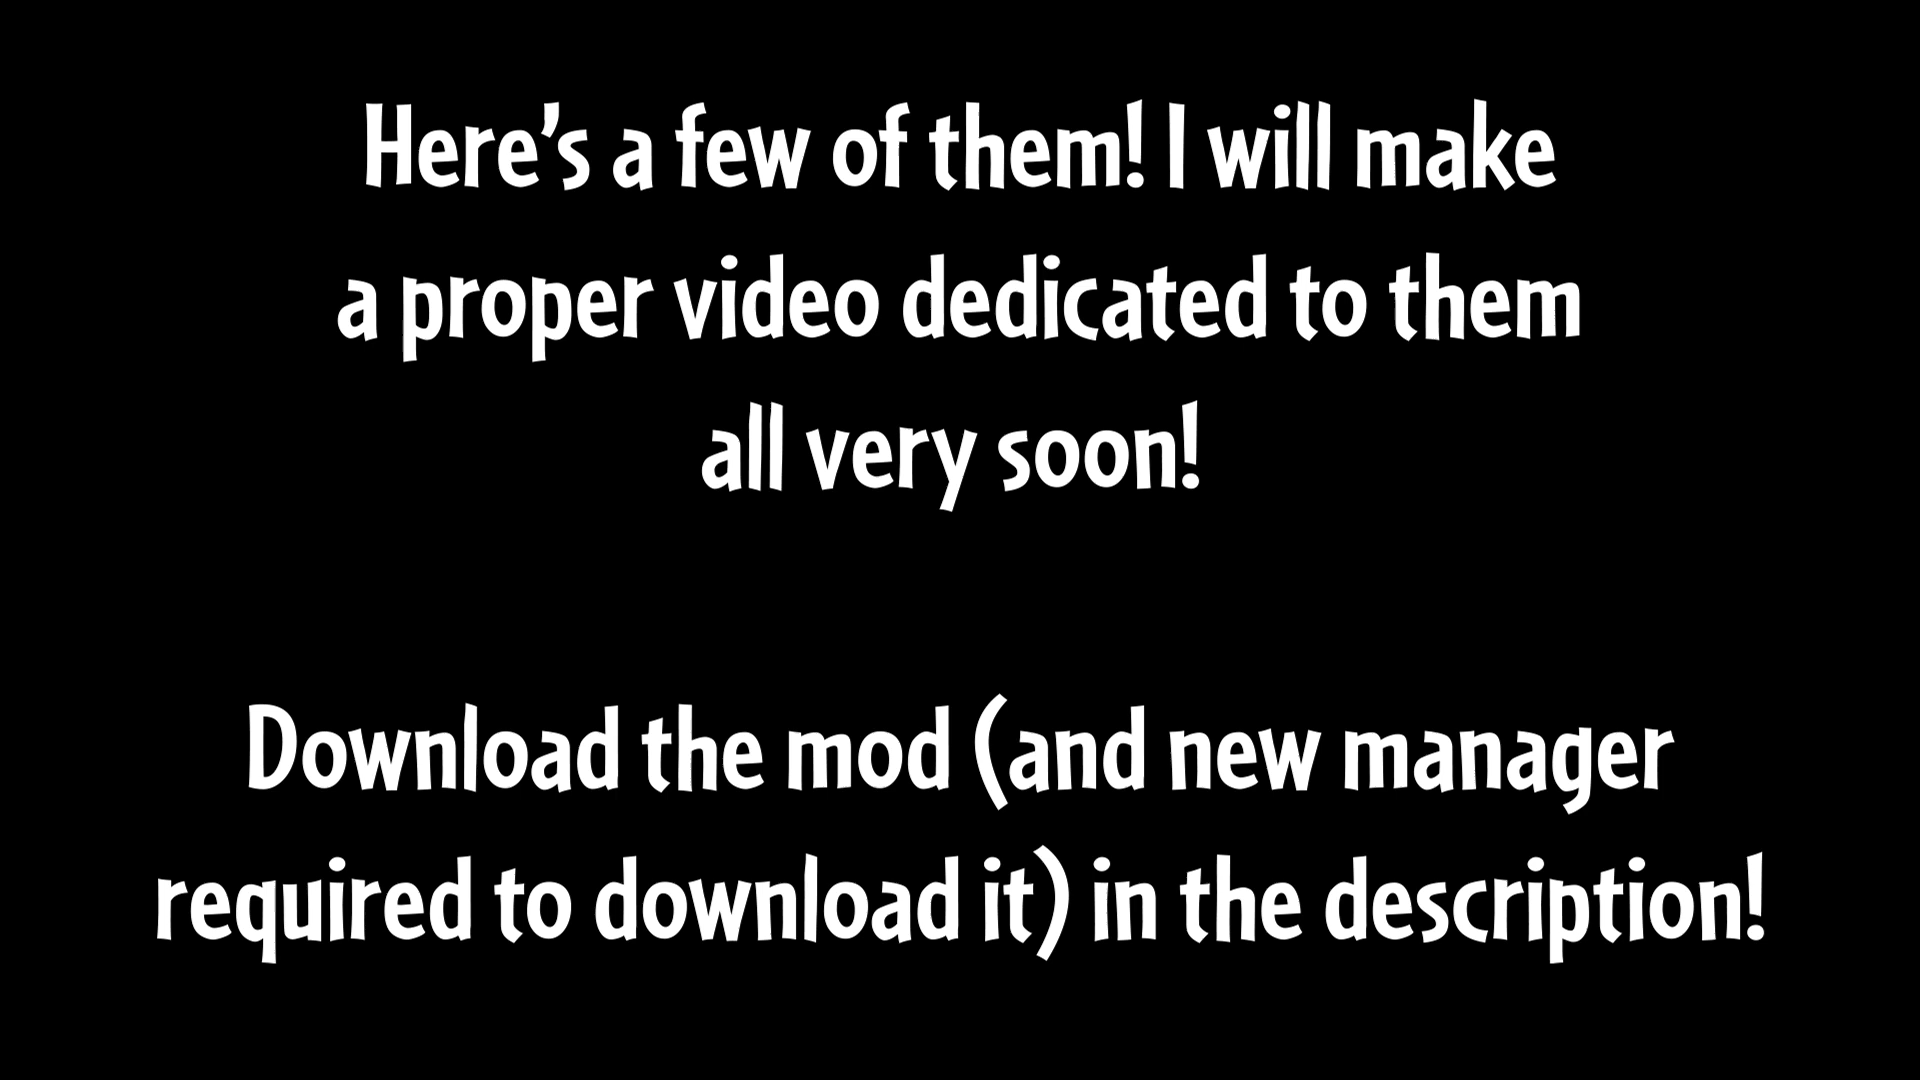 Here's a few of them! I will make
a proper video dedicated to them
all very soon!
Download the mod (and new manager
required to download it) in the description!